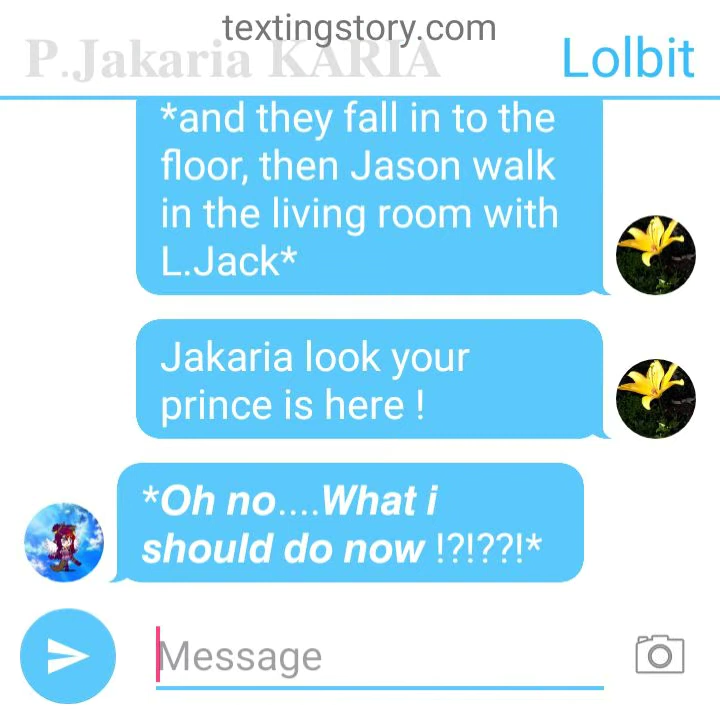 textingstory.com
P.Jakaria KARIA
Lolbit
*and they fall in to the
floor, then Jason walk
in the living room with
L.Jack*
Jakaria look your
prince is here !
*Oh no....What i
should do now !?!??!*
Message